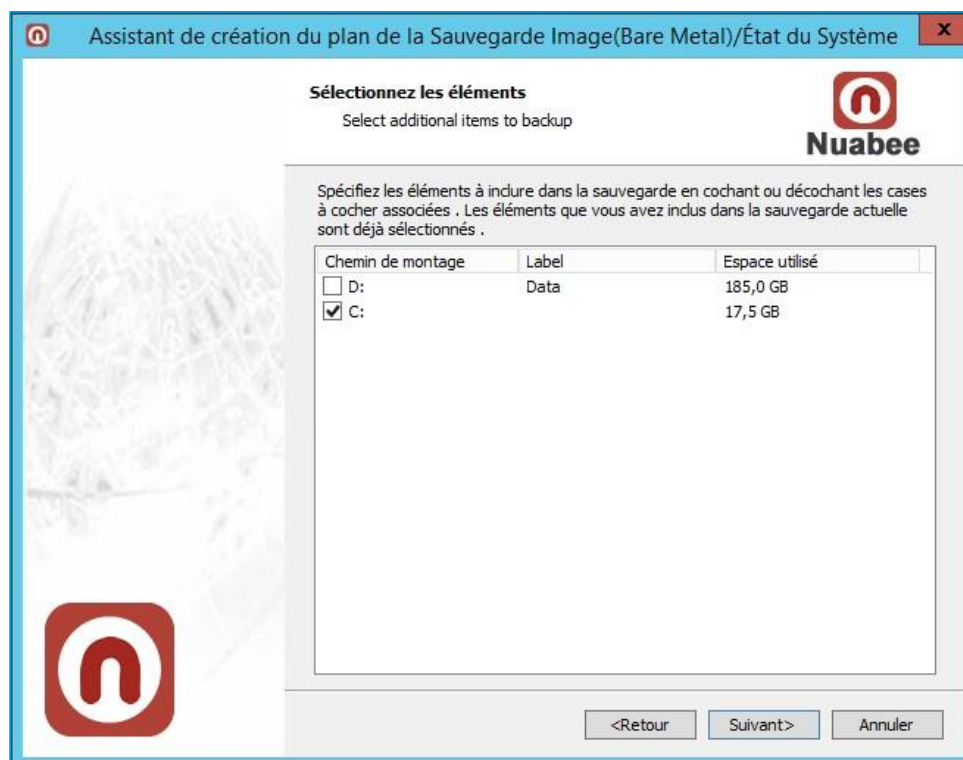 Assistant de création du plan de la Sauvegarde Image(Bare Metal)/État du Système
x
Sélectionnez les éléments
Select additional items to backup
Nuabee
Spécifiez les éléments à inclure dans la sauvegarde en cochant ou décochant les cases
à cocher associées . Les éléments que vous avez inclus dans la sauvegarde actuelle
sont déjà sélectionnés .
Chemin de montage Label Espace utilisé
D: Data 185,0 GB
C: 17,5 GB
<Retour Suivant> Annuler